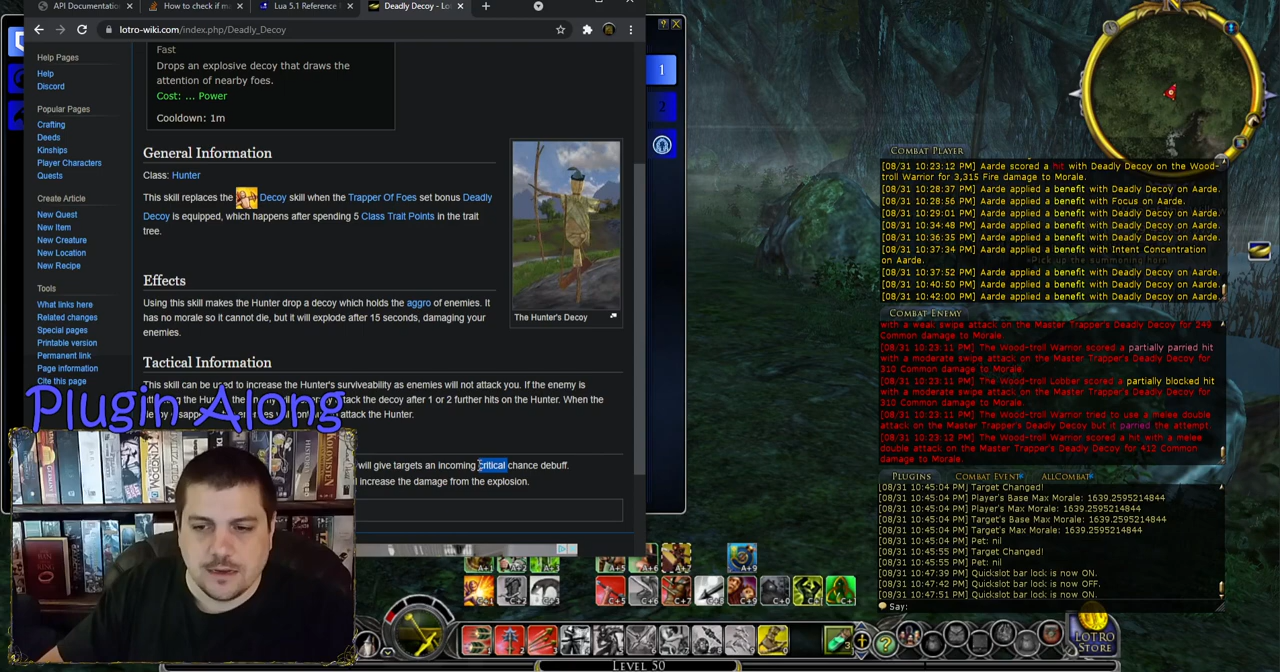 API Documentation
How to check if ma
Lua 5.1 Reference
Deadly Decoy - Lo
lotro-wiki.com/index.php/Deadly_Decoy
Help Pages
Help
Discord
Popular Pages
Crafting
Deeds
Kinships
Player Characters
Quests
Create Article
New Quest
New Item
New Creature
New Location
New Recipe
Tools
What links here
Related changes
Special pages
Printable version
Permanent link
Page information
Cite this page
Fast
Drops an explosive decoy that draws the
attention of nearby foes.
Cost: ... Power
Cooldown: 1m
General Information
Class: Hunter
This skill replaces the Decoy skill when the Trapper Of Foes set bonus Deadly
Decoy is equipped, which happens after spending 5 Class Trait Points in the trait
tree.
Effects
Using this skill makes the Hunter drop a decoy which holds the aggro of enemies. It
has no morale so it cannot die, but it will explode after 15 seconds, damaging your
enemies.
The Hunter's Decoy
Tactical Information
This skill can be used to increase the Hunter's surviveability as enemies will not attack you. If the enemy is
attack the decoy after 1 or 2 further hits on the Hunter. When the
attack the Hunter.
will give targets an incoming critical chance debuff.
increase the damage from the explosion.
Plugin Along
1
2
Combat Player
[08/31 10:23:12 PM] Aarde scored a hit with Deadly Decoy on the Wood-
troll Warrior for 3,315 Fire damage to Morale.
[08/31 10:28:37 PM] Aarde applied a benefit with Deadly Decoy on Aarde.
[08/31 10:28:56 PM] Aarde applied a benefit with Focus on Aarde.
[08/31 10:29:01 PM] Aarde applied a benefit with Deadly Decoy on Aarde.
[08/31 10:34:48 PM] Aarde applied a benefit with Deadly Decoy on Aarde.
[08/31 10:36:35 PM] Aarde applied a benefit with Deadly Decoy on Aarde.
[08/31 10:37:34 PM] Aarde applied a benefit with Intent Concentration
on Aarde.
«Pick up the summoning horn
[08/31 10:37:52 PM] Aarde applied a benefit with Deadly Decoy on Aarde.
[08/31 10:40:50 PM] Aarde applied a benefit with Deadly Decoy on Aarde.
[08/31 10:42:00 PM] Aarde applied a benefit with Deadly Decoy on Aarde.
Combat Enemy
with a weak swipe attack on the Master Trapper's Deadly Decoy for 249
Common damage to Morale.
[08/31 10:23:11 PM] The Wood-troll Warrior scored a partially parried hit
with a moderate swipe attack on the Master Trapper's Deadly Decoy for
310 Common damage to Morale.
[08/31 10:23:11 PM] The Wood-troll Lobber scored a partially blocked hit
with a moderate swipe attack on the Master Trapper's Deadly Decoy for
310 Common damage to Morale.
[08/31 10:23:11 PM] The Wood-troll Warrior tried to use a melee double
attack on the Master Trapper's Deadly Decoy but it parried the attempt.
[08/31 10:23:12 PM] The Wood-troll Warrior scored a hit with a melee
double attack on the Master Trapper's Deadly Decoy for 412 Common
damage to Morale.
Plugins Combat Event AllCombat
[08/31 10:45:04 PM] Target Changed!
[08/31 10:45:04 PM] Player's Base Max Morale: 1639.2595214844
[08/31 10:45:04 PM] Player's Max Morale: 1639.2595214844
[08/31 10:45:04 PM] Target's Base Max Morale: 1639.2595214844
[08/31 10:45:04 PM] Target's Max Morale: 1639.2595214844
[08/31 10:45:04 PM] Pet: nil
[08/31 10:45:55 PM] Target Changed!
[08/31 10:45:55 PM] Pet: nil
[08/31 10:47:39 PM] Quickslot bar lock is now ON.
[08/31 10:47:42 PM] Quickslot bar lock is now OFF.
[08/31 10:47:51 PM] Quickslot bar lock is now ON.
Say:
LOTRO
Store
Level 50